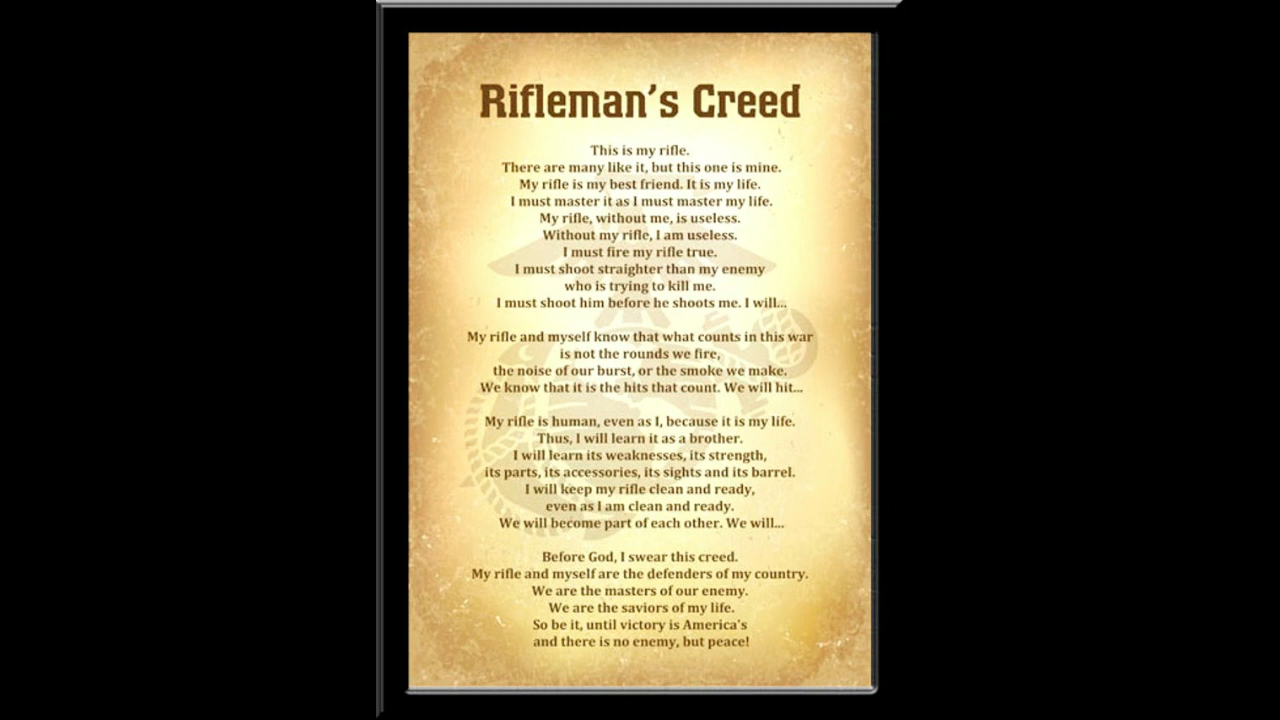 Rifleman's Creed
This is my rifle.
There are many like it, but this one is mine.
My rifle is my best friend. It is my life.
I must master it as I must master my life.
My rifle, without me, is useless.
Without my rifle, I am useless.
I must fire my rifle true.
I must shoot straighter than my enemy
who is trying to kill me.
I must shoot him before he shoots me. I will...
My rifle and myself know that what counts in this war
is not the rounds we fire,
the noise of our burst, or the smoke we make.
We know that it is the hits that count. We will hit...
My rifle is human, even as I, because it is my life.
Thus, I will learn it as a brother.
I will learn its weaknesses, its strength,
its parts, its accessories, its sights and its barrel.
I will keep my rifle clean and ready,
even as I am clean and ready.
We will become part of each other. We will...
Before God, I swear this creed.
My rifle and myself are the defenders of my country.
We are the masters of our enemy.
We are the saviors of my life.
So be it, until victory is America's
and there is no enemy, but peace!